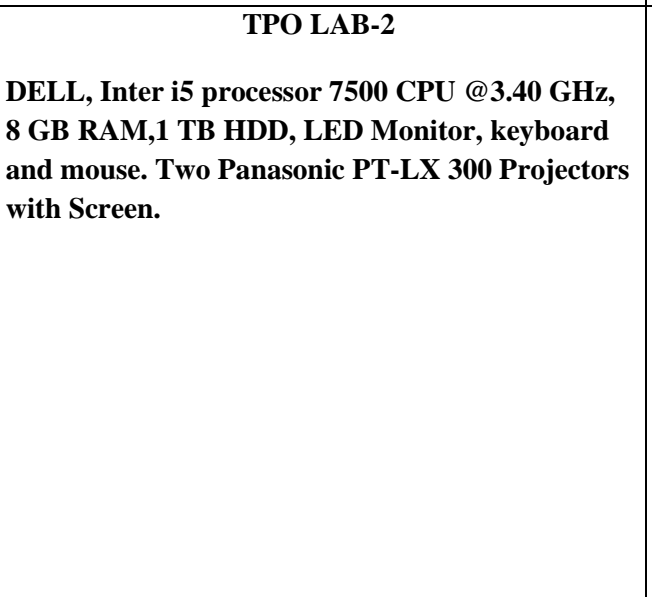 TPO LAB-2
DELL, Inter i5 processor 7500 CPU @3.40 GHz,
8 GB RAM,1 TB HDD, LED Monitor, keyboard
and mouse. Two Panasonic PT-LX 300 Projectors
with Screen.